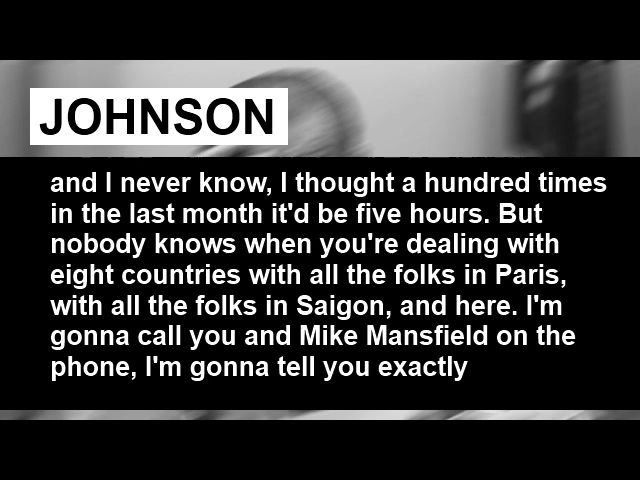 JOHNSON
and I never know, I thought a hundred times
in the last month it'd be five hours. But
nobody knows when you're dealing with
eight countries with all the folks in Paris,
with all the folks in Saigon, and here. I'm
gonna call you and Mike Mansfield on the
phone, I'm gonna tell you exactly